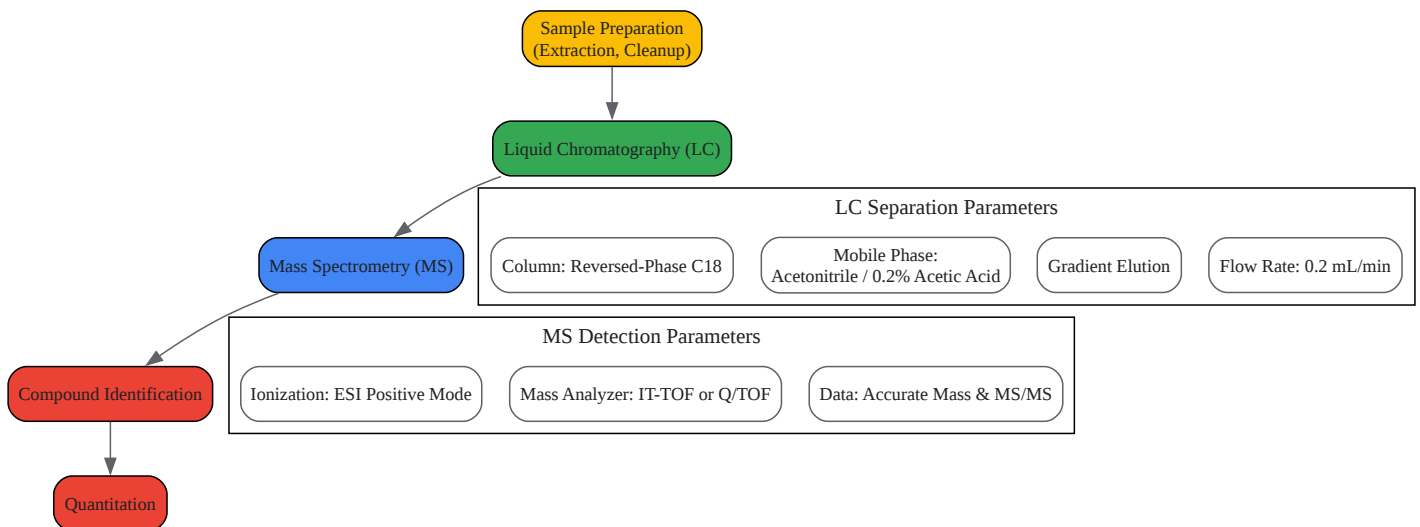 Sample Preparation
(Extraction, Cleanup)
Liquid Chromatography (LC)
LC Separation Parameters
Mass Spectrometry (MS)
Column: Reversed-Phase C18
Mobile Phase:
Acetonitrile / 0.2% Acetic Acid
Gradient Elution
Flow Rate: 0.2 mL/min
MS Detection Parameters
Compound Identification
Ionization: ESI Positive Mode
Mass Analyzer: IT-TOF or Q/TOF
Data: Accurate Mass & MS/MS
Quantitation